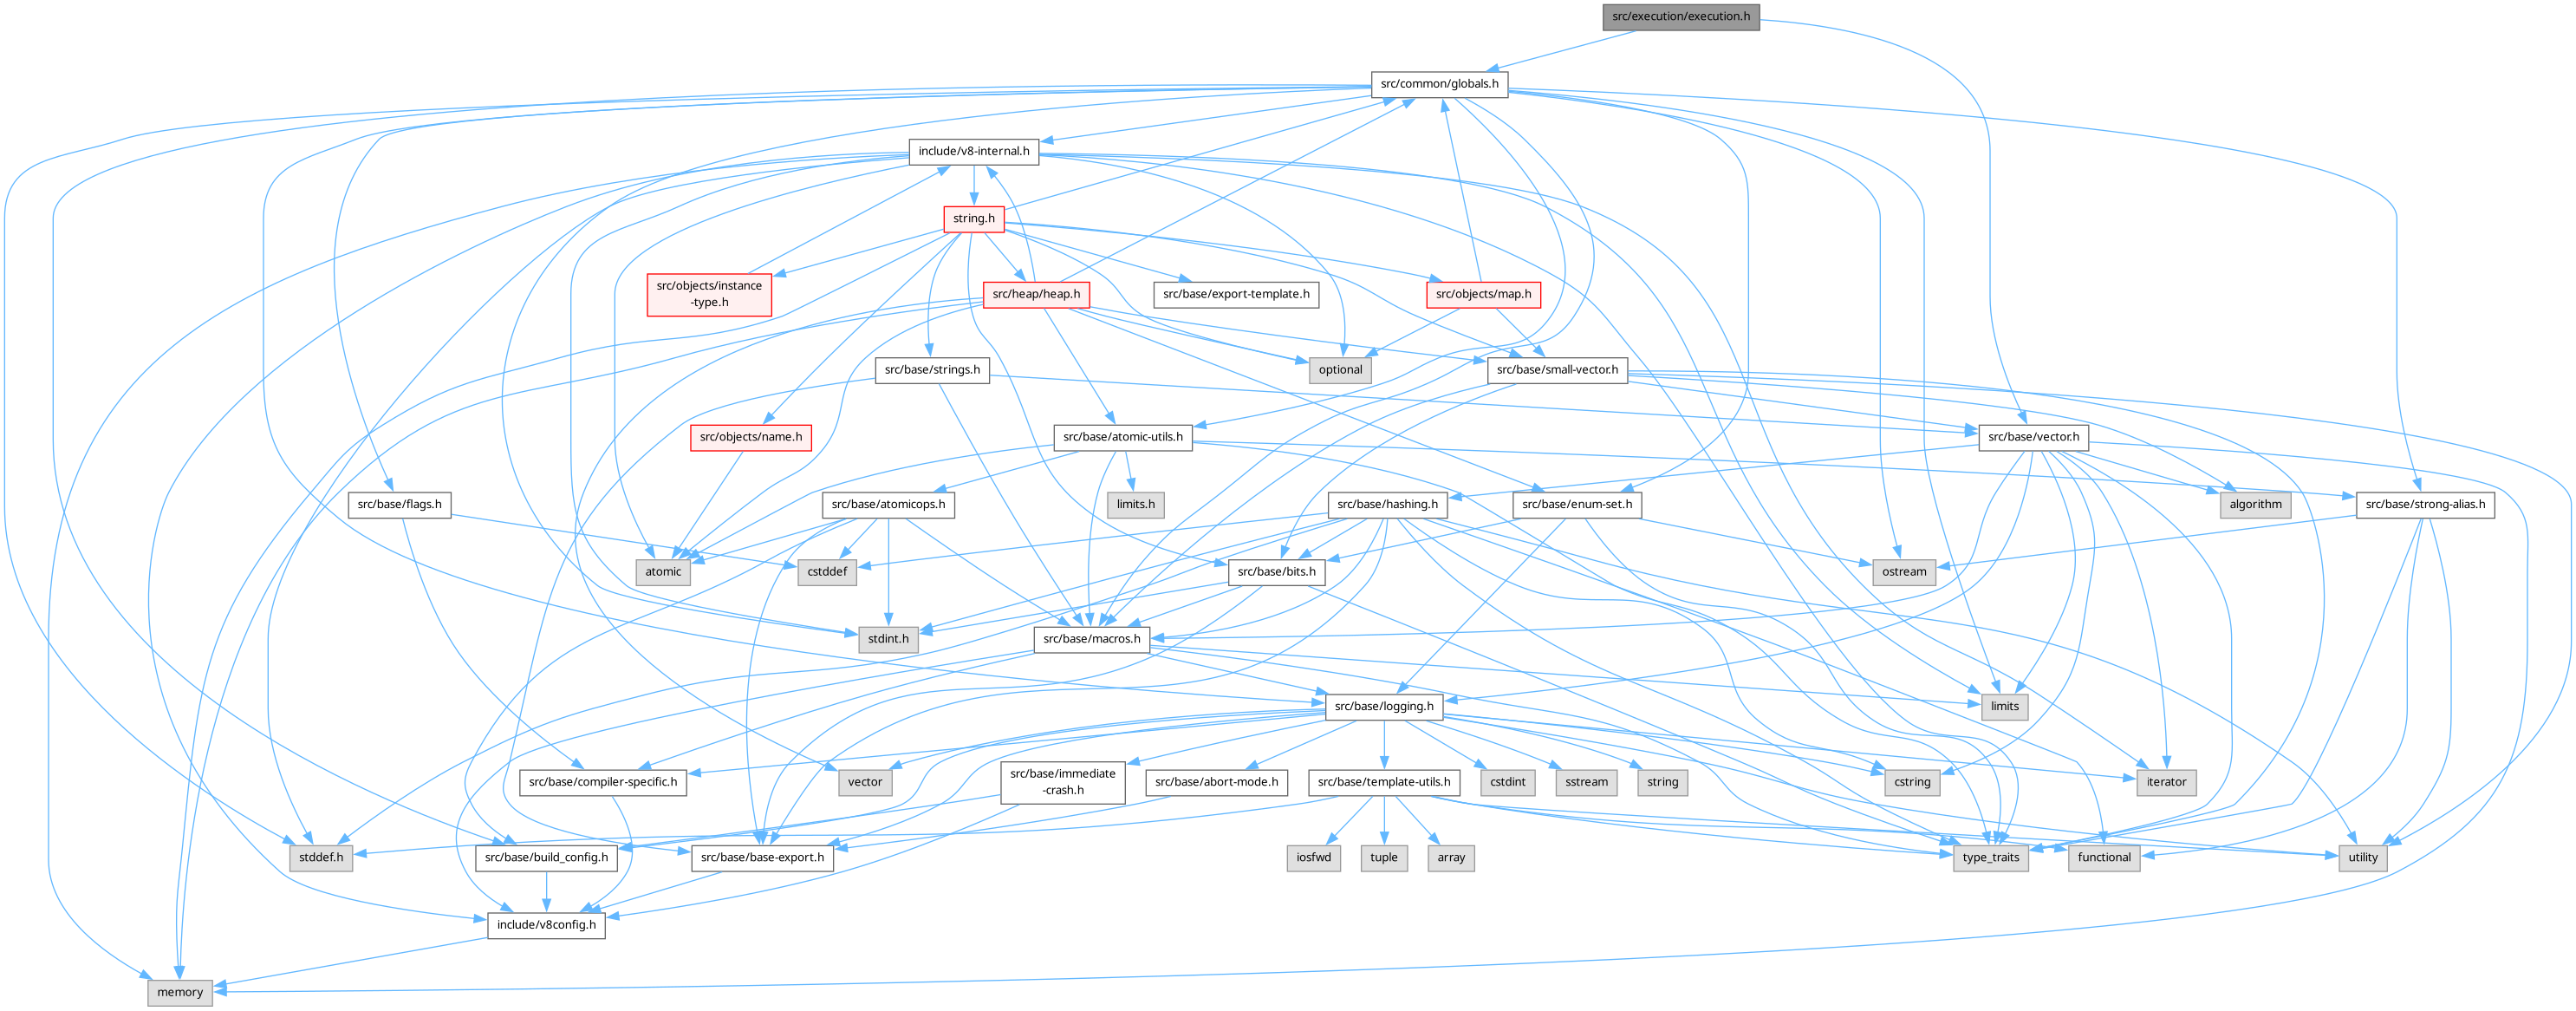 src/execution/execution.h
src/common/globals.h
include/v8-internal.h
string.h
src/objects/instance
-type.h
src/heap/heap.h
src/base/export-template.h
src/objects/map.h
src/base/strings.h
optional
src/base/small-vector.h
src/objects/name.h
src/base/atomic-utils.h
src/base/vector.h
src/base/flags.h
src/base/atomicops.h
limits.h
src/base/hashing.h
src/base/enum-set.h
algorithm
src/base/strong-alias.h
atomic
cstddef
src/base/bits.h
ostream
stdint.h
src/base/macros.h
src/base/logging.h
limits
src/base/compiler-specific.h
vector
src/base/immediate
-crash.h
src/base/abort-mode.h
src/base/template-utils.h
cstdint
sstream
string
cstring
iterator
stddef.h
src/base/build_config.h
src/base/base-export.h
iosfwd
tuple
array
type_traits
functional
utility
include/v8config.h
memory